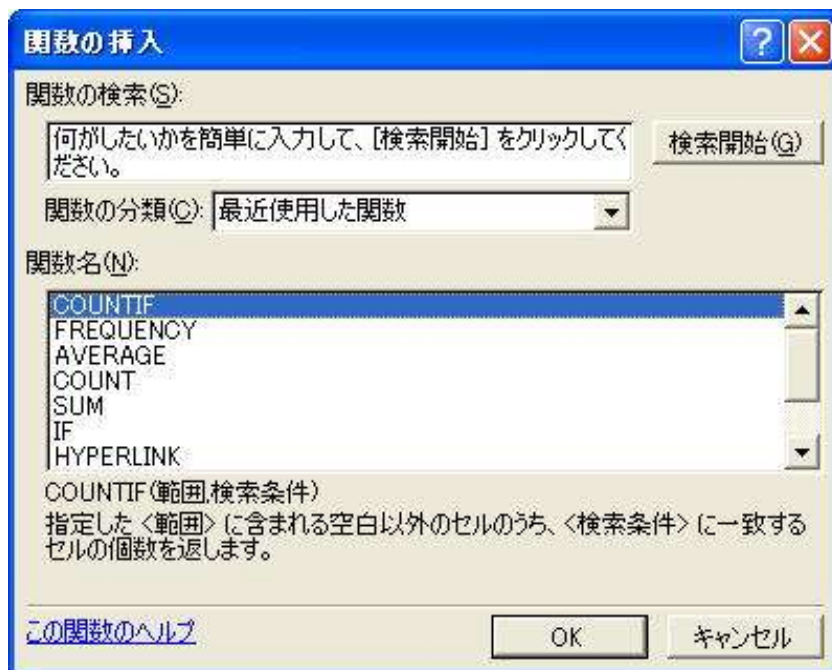 関数の挿入
関数の検索(S):
何がしたいかを簡単に入力して、[検索開始] をクリックしてく
ださい。
検索開始(G)
関数の分類(C): 最近使用した関数
関数名(N):
COUNTIF
FREQUENCY
AVERAGE
COUNT
SUM
IF
HYPERLINK
COUNTIF(範囲,検索条件)
指定した <範囲> に含まれる空白以外のセルのうち、<検索条件> に一致する
セルの個数を返します。
この関数のヘルプ
OK
キャンセル